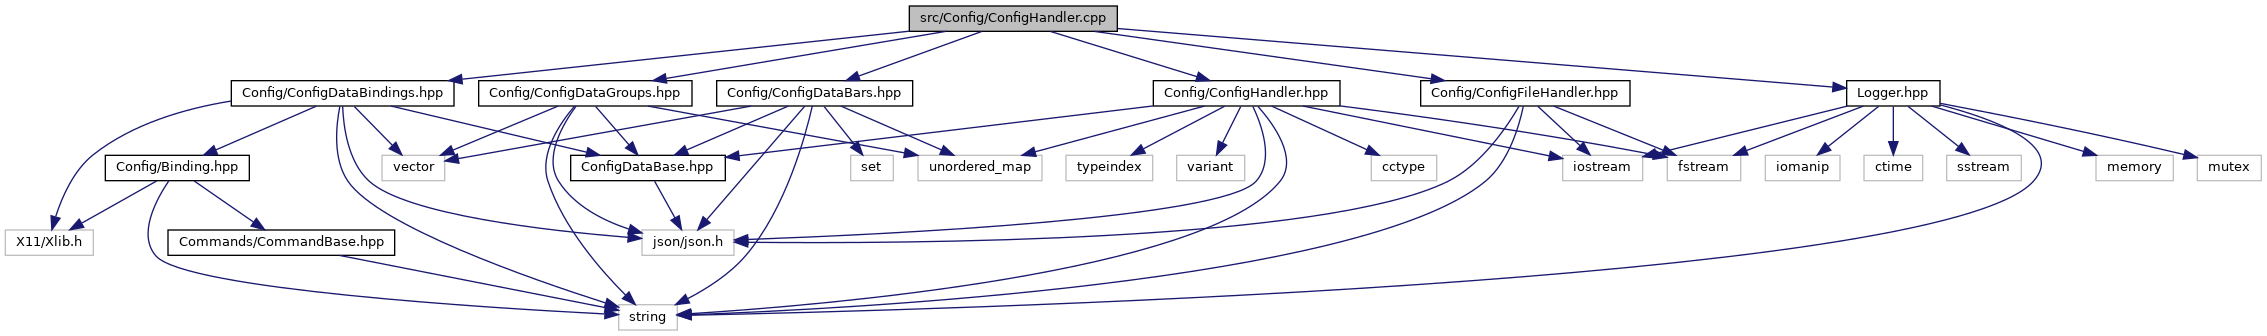 src/Config/ConfigHandler.cpp
Config/ConfigDataBindings.hpp
Config/ConfigDataGroups.hpp
Config/ConfigDataBars.hpp
Config/ConfigHandler.hpp
Config/ConfigFileHandler.hpp
Logger.hpp
Config/Binding.hpp
vector
ConfigDataBase.hpp
set
unordered_map
typeindex
variant
cctype
iostream
fstream
iomanip
ctime
sstream
memory
mutex
X11/Xlib.h
Commands/CommandBase.hpp
json/json.h
string